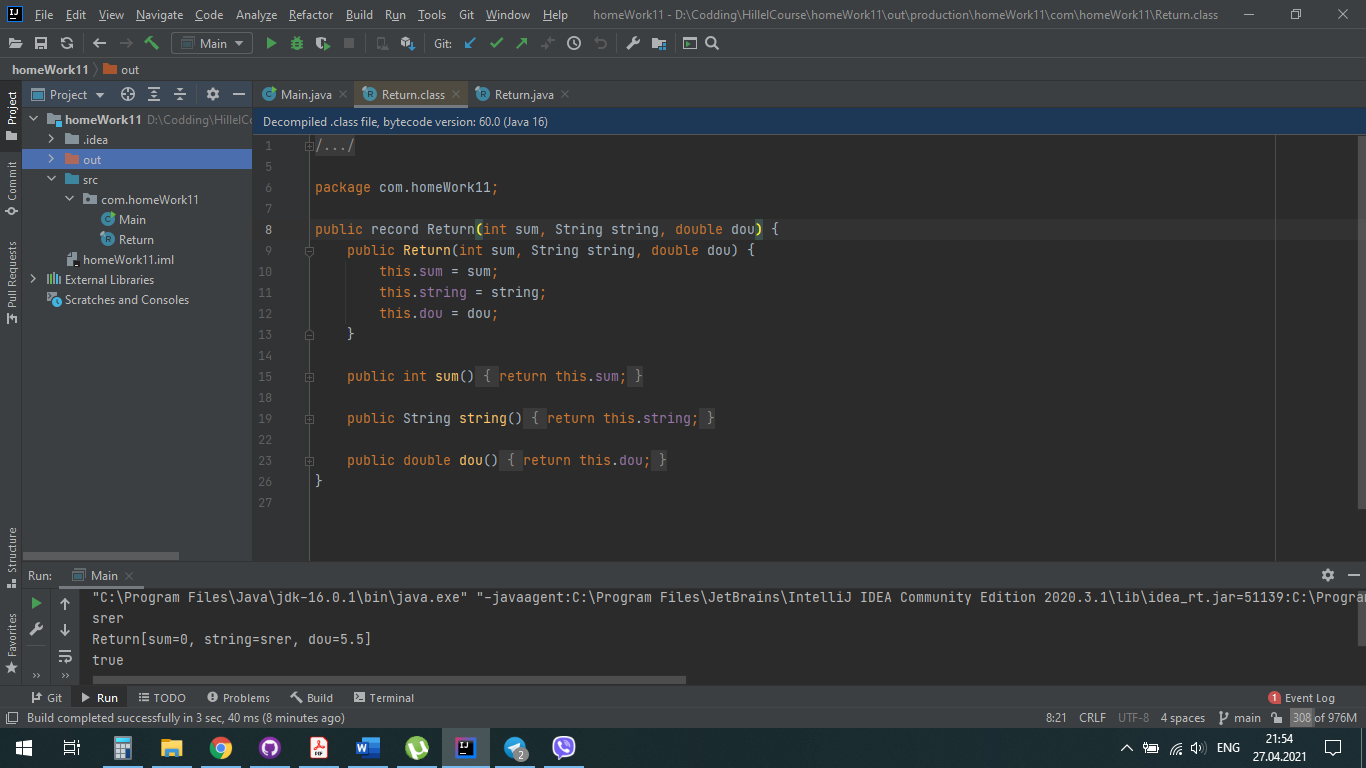 File Edit View Navigate Code Analyze Refactor Build Run Tools Git Window Help homeWork11 - D:\Codding\HillelCourse\homeWork11\out\production\homeWork11\com\homeWork11\Return.class
Main Git:
homeWork11 out
Project Main.java Return.class Return.java
homeWork11 D:\Codding\HillelCo
Decompiled .class file, bytecode version: 60.0 (Java 16)
.idea
out
src
com.homeWork11
Main
Return
homeWork11.iml
External Libraries
Scratches and Consoles
Project
Commit
Pull Requests
Structure
Favorites
1 /.../
5
6 package com.homeWork11;
7
8 public record Return(int sum, String string, double dou) {
9 public Return(int sum, String string, double dou) {
10 this.sum = sum;
11 this.string = string;
12 this.dou = dou;
13 }
14
15 public int sum() { return this.sum; }
18
19 public String string() { return this.string; }
22
23 public double dou() { return this.dou; }
26 }
27
Run: Main
"C:\Program Files\Java\jdk-16.0.1\bin\java.exe" "-javaagent:C:\Program Files\JetBrains\IntelliJ IDEA Community Edition 2020.3.1\lib\idea_rt.jar=51139:C:\Progra
srer
Return[sum=0, string=srer, dou=5.5]
true
Git Run TODO Problems Build Terminal 1 Event Log
Build completed successfully in 3 sec, 40 ms (8 minutes ago) 8:21 CRLF UTF-8 4 spaces main 308 of 976M
2 ENG 21:54
27.04.2021